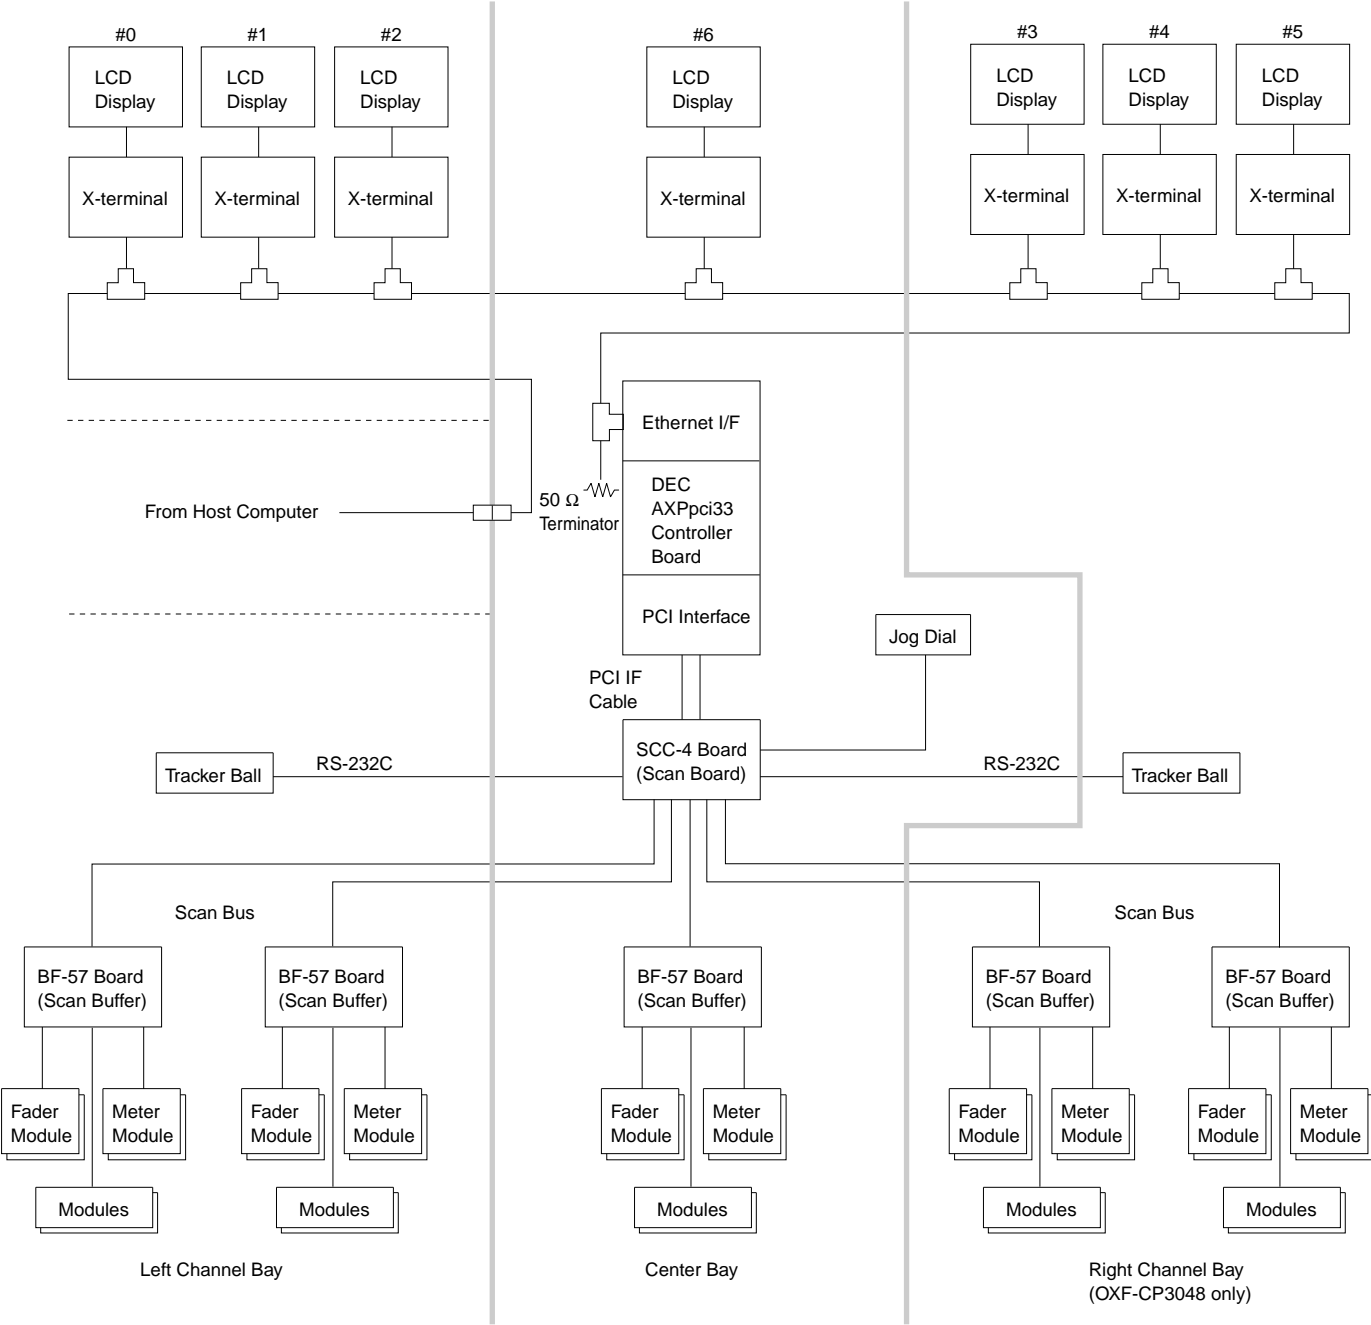 #0
#1
#2
#6
#3
#4
#5
LCD
Display
LCD
Display
LCD
Display
LCD
Display
LCD
Display
LCD
Display
LCD
Display
X-terminal
X-terminal
X-terminal
X-terminal
X-terminal
X-terminal
X-terminal
Ethernet I/F
DEC
AXPpci33
Controller
Board
PCI Interface
From Host Computer
50 Ω
Terminator
Jog Dial
PCI IF
Cable
SCC-4 Board
(Scan Board)
Tracker Ball
RS-232C
RS-232C
Tracker Ball
Scan Bus
Scan Bus
BF-57 Board
(Scan Buffer)
BF-57 Board
(Scan Buffer)
BF-57 Board
(Scan Buffer)
BF-57 Board
(Scan Buffer)
BF-57 Board
(Scan Buffer)
Fader
Module
Meter
Module
Fader
Module
Meter
Module
Fader
Module
Meter
Module
Fader
Module
Meter
Module
Fader
Module
Meter
Module
Modules
Modules
Modules
Modules
Modules
Left Channel Bay
Center Bay
Right Channel Bay
(OXF-CP3048 only)